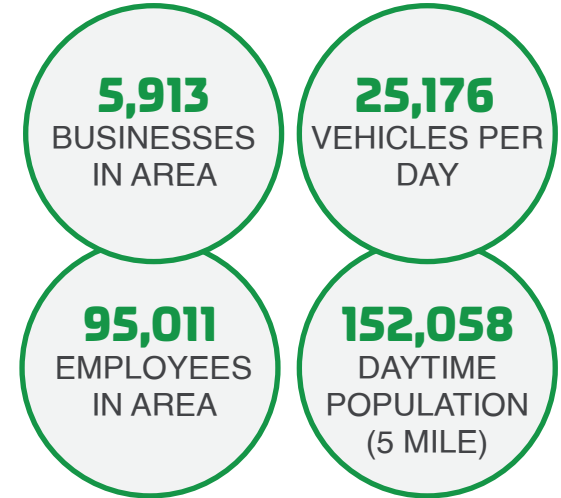 5,913
BUSINESSES
IN AREA
25,176
VEHICLES PER
DAY
95,011
EMPLOYEES
IN AREA
152,058
DAYTIME
POPULATION
(5 MILE)